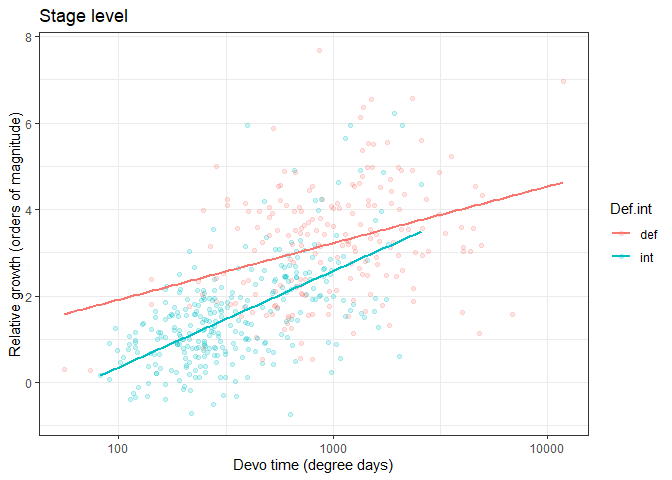 Stage level
Relative growth (orders of magnitude)
8
6
4
2
0
100
1000
10000
Devo time (degree days)
Def.int
def
int